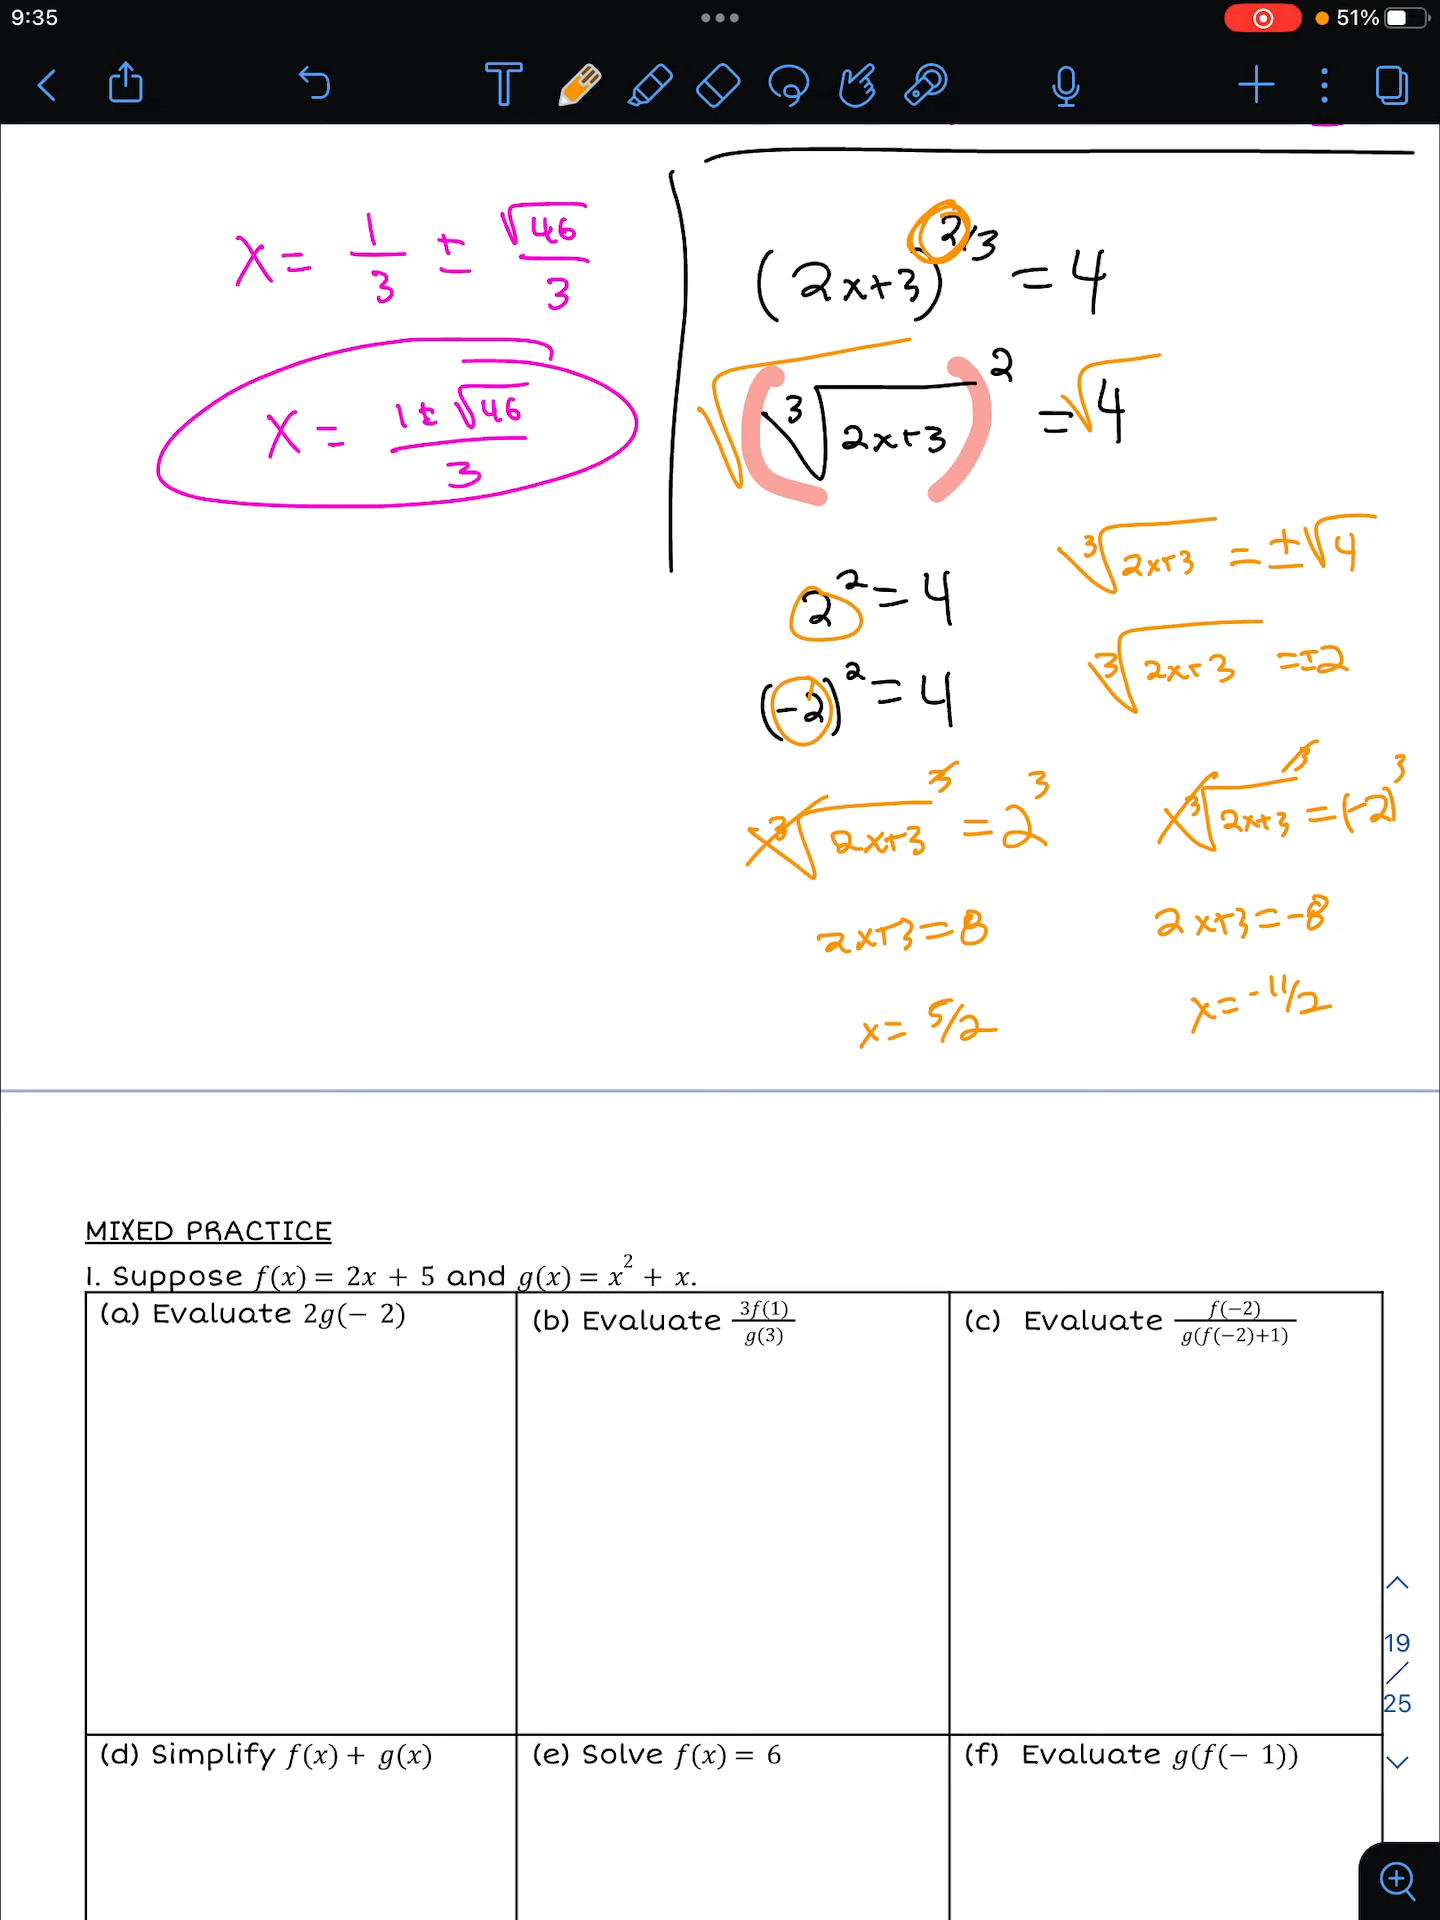 9:35
51%
x = 1/3 ± √46/3
x = (1 ± √46)/3
(2x+3)^2/3 = 4
√(∛(2x+3))² = √4
2² = 4
(-2)² = 4
∛(2x+3) = ±√4
∛(2x+3) = ±2
∛(2x+3)³ = 2³
2x+3 = 8
x = 5/2
∛(2x+3)³ = (-2)³
2x+3 = -8
x = -11/2
MIXED PRACTICE
1. Suppose f(x) = 2x + 5 and g(x) = x² + x.
(a) Evaluate 2g(− 2)
(b) Evaluate 3f(1)/g(3)
(c) Evaluate f(−2)/g(f(−2)+1)
(d) Simplify f(x) + g(x)
(e) Solve f(x) = 6
(f) Evaluate g(f(− 1))
19
/
25